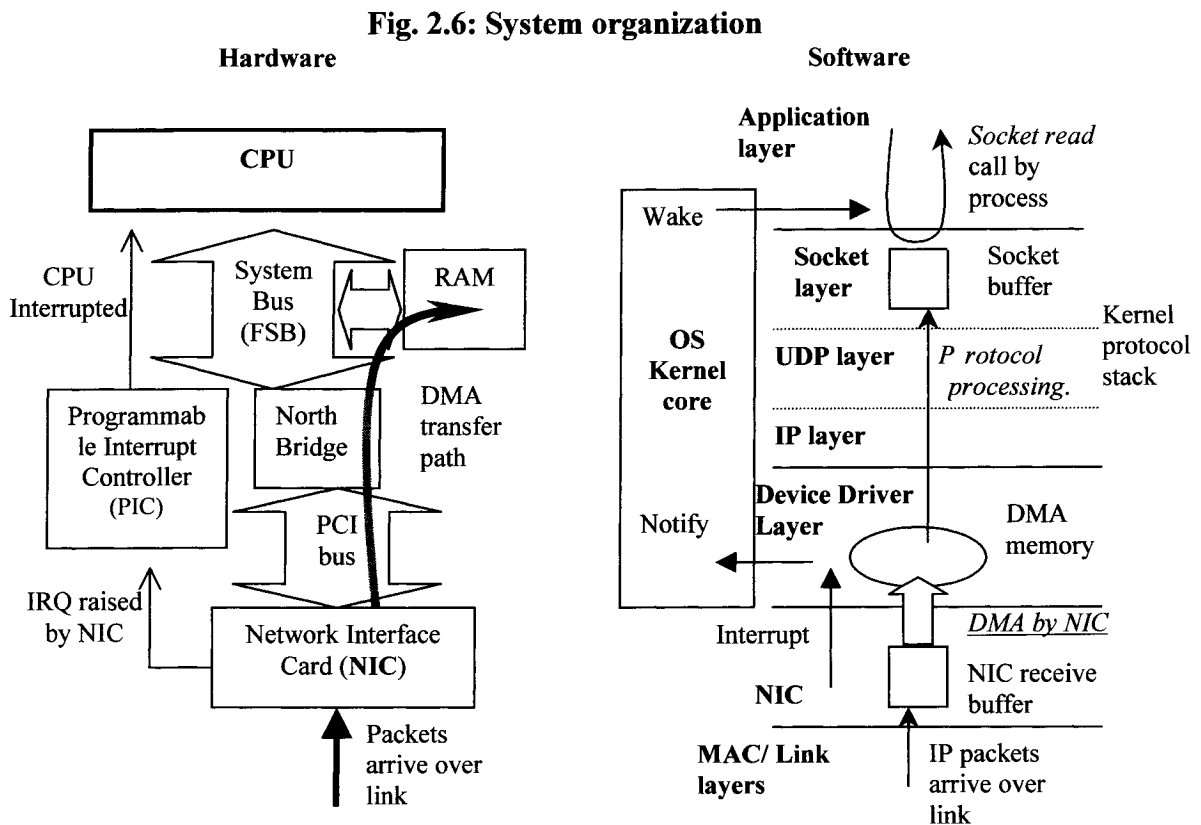 Fig. 2.6: System organization
Hardware
CPU
CPU
Interrupted
System
Bus
(FSB)
RAM
Programmab
le Interrupt
Controller
(PIC)
North
Bridge
DMA
transfer
path
PCI
bus
IRQ raised
by NIC
Network Interface
Card (NIC)
Packets
arrive over
link
Software
Application
layer
Socket read
call by
process
Wake
Socket
layer
Socket
buffer
OS
Kernel
core
UDP layer
P rotocol
processing.
Kernel
protocol
stack
IP layer
Device Driver
Layer
Notify
DMA
memory
Interrupt
DMA by NIC
NIC
NIC receive
buffer
MAC/ Link
layers
IP packets
arrive over
link